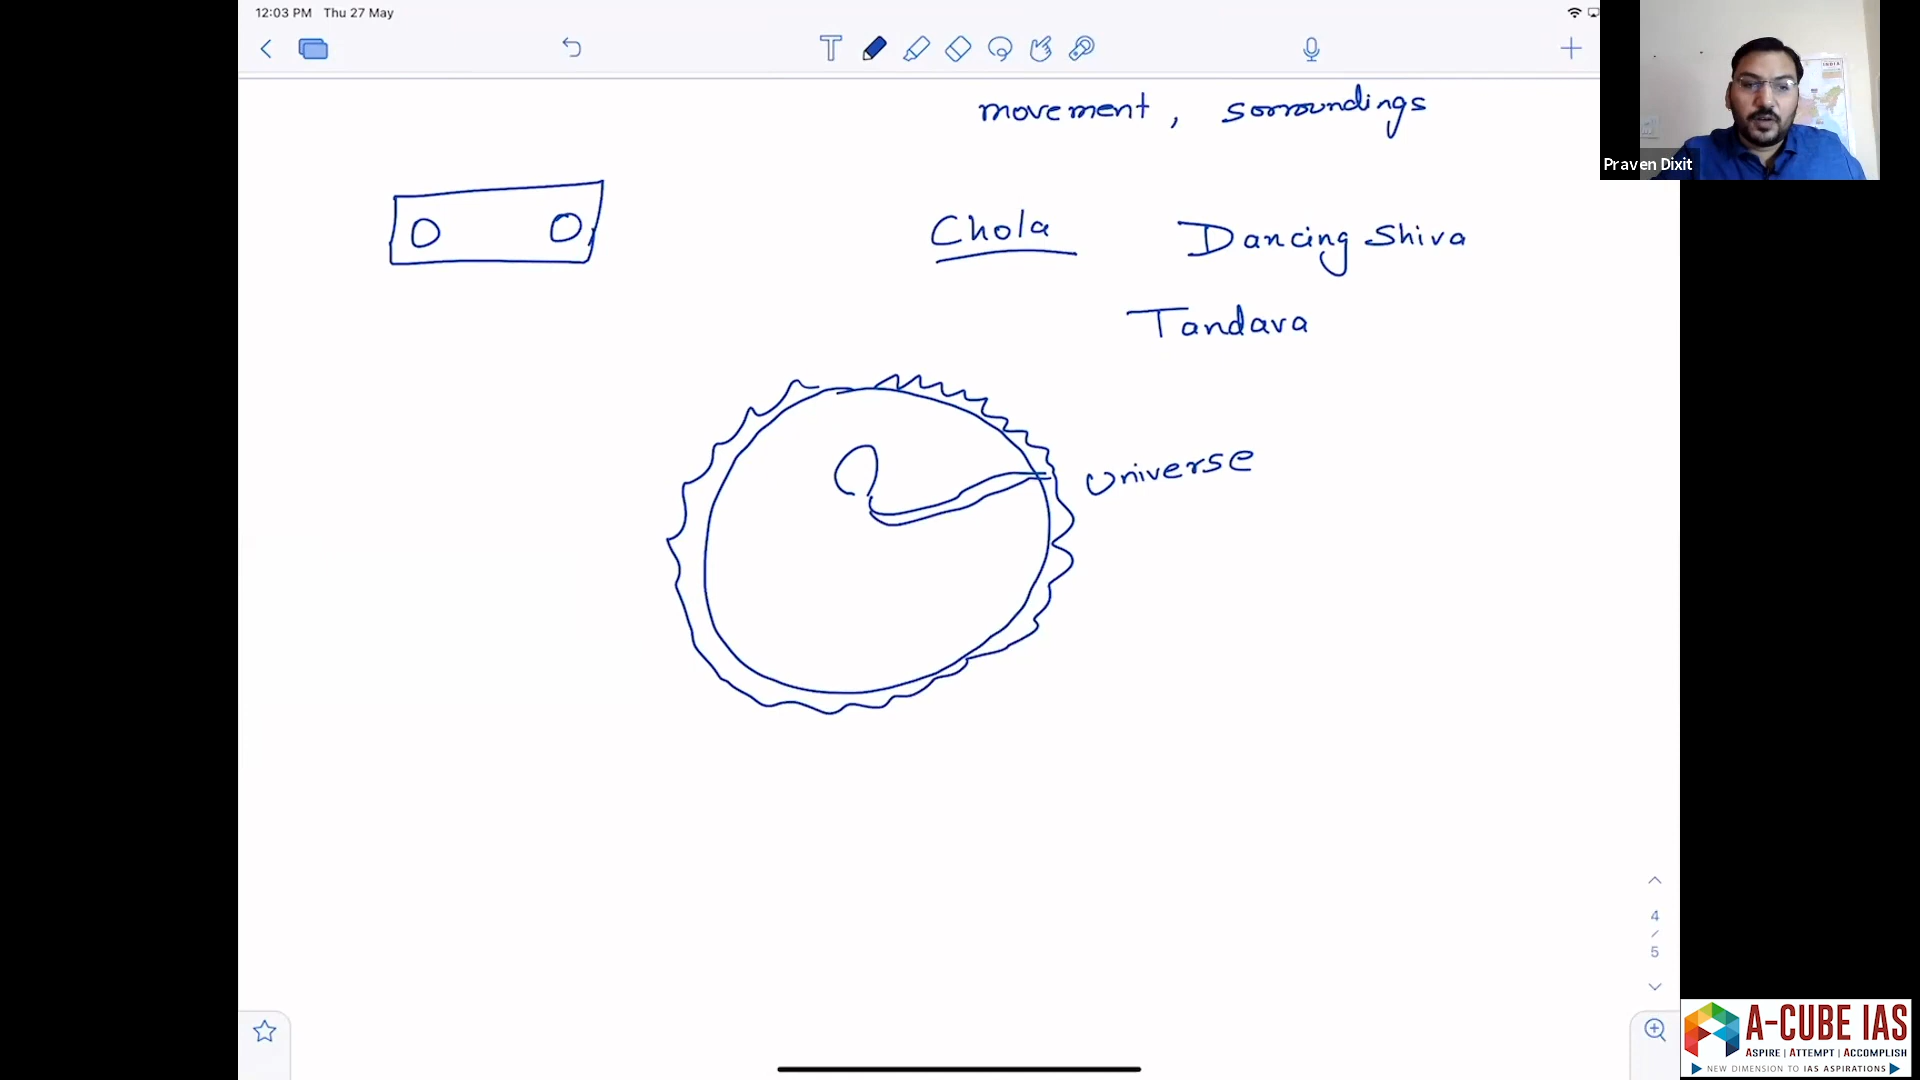 12:03 PM Thu 27 May
movement, sorroundings
Praven Dixit
INDIA
Chola Dancing Shiva
Tandava
universe
4
/
5
A-CUBE IAS
ASPIRE | ATTEMPT | ACCOMPLISH
NEW DIMENSION TO IAS ASPIRATIONS